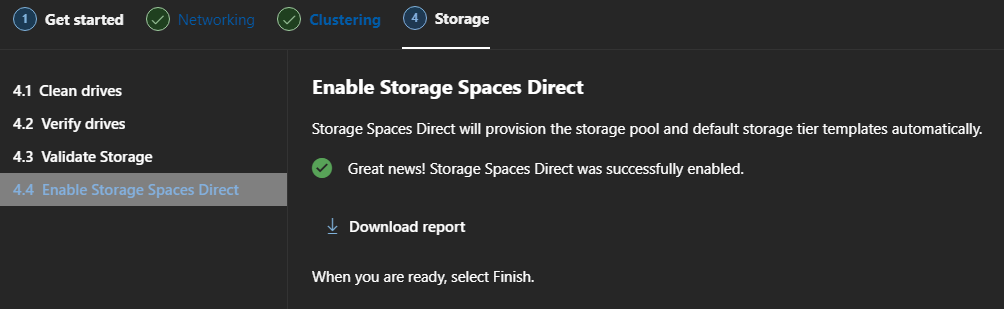 1 Get started Networking Clustering 4 Storage
4.1 Clean drives
4.2 Verify drives
4.3 Validate Storage
4.4 Enable Storage Spaces Direct
Enable Storage Spaces Direct
Storage Spaces Direct will provision the storage pool and default storage tier templates automatically.
Great news! Storage Spaces Direct was successfully enabled.
Download report
When you are ready, select Finish.